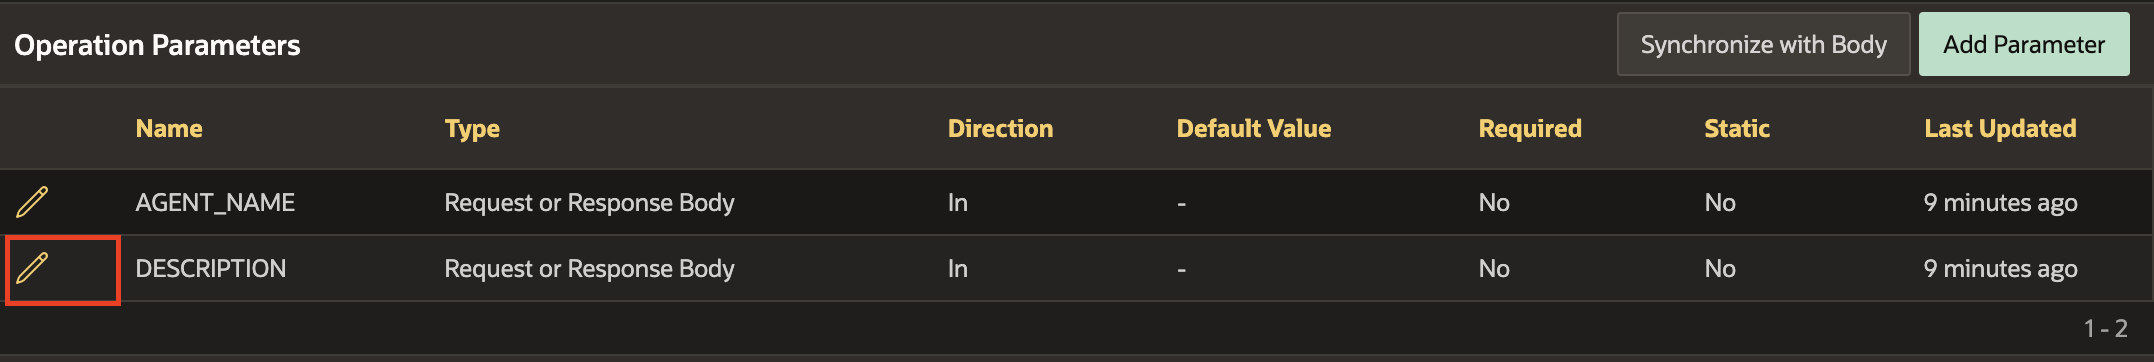 Operation Parameters Synchronize with Body Add Parameter
Name Type Direction Default Value Required Static Last Updated
AGENT_NAME Request or Response Body In - No No 9 minutes ago
DESCRIPTION Request or Response Body In - No No 9 minutes ago
1 - 2